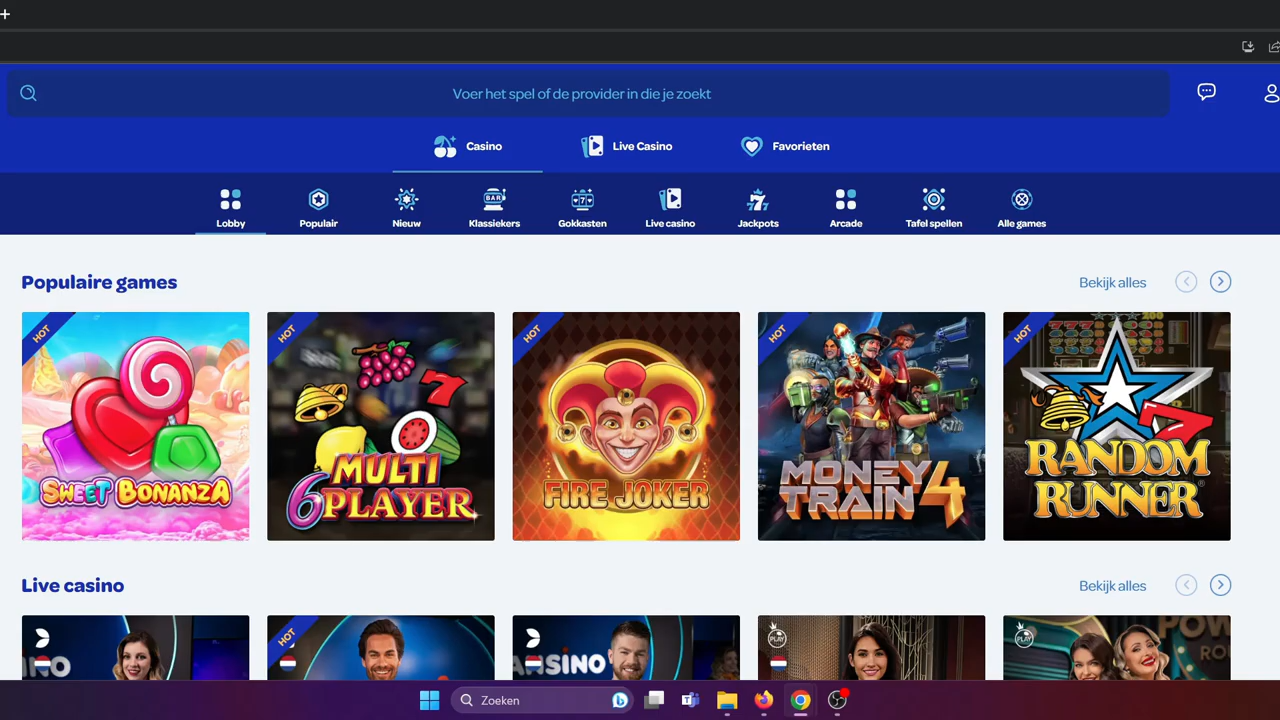 Voer het spel of de provider in die je zoekt
Casino
Live Casino
Favorieten
Lobby
Populair
Nieuw
Klassiekers
Gokkasten
Live casino
Jackpots
Arcade
Tafel spellen
Alle games
Populaire games
Bekijk alles
HOT
SWEET BONANZA
HOT
MULTI
6 PLAYER
HOT
FIRE JOKER
HOT
MONEY
TRAIN 4
HOT
RANDOM
RUNNER
Live casino
Bekijk alles
HOT
PLAY
PLAY
Zoeken